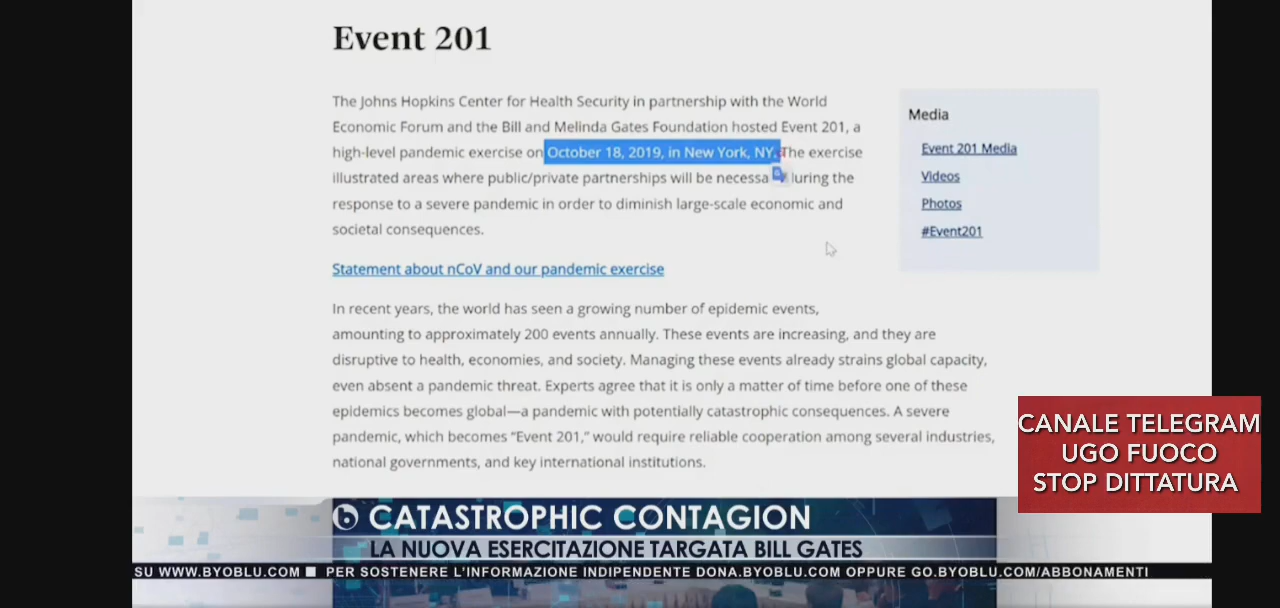 Event 201
The Johns Hopkins Center for Health Security in partnership with the World
Economic Forum and the Bill and Melinda Gates Foundation hosted Event 201, a
high-level pandemic exercise on October 18, 2019, in New York, NY. The exercise
illustrated areas where public/private partnerships will be necessa during the
response to a severe pandemic in order to diminish large-scale economic and
societal consequences.
Statement about nCoV and our pandemic exercise
In recent years, the world has seen a growing number of epidemic events,
amounting to approximately 200 events annually. These events are increasing, and they are
disruptive to health, economies, and society. Managing these events already strains global capacity,
even absent a pandemic threat. Experts agree that it is only a matter of time before one of these
epidemics becomes global—a pandemic with potentially catastrophic consequences. A severe
pandemic, which becomes “Event 201,” would require reliable cooperation among several industries,
national governments, and key international institutions.
Media
Event 201 Media
Videos
Photos
#Event201
CANALE TELEGRAM
UGO FUOCO
STOP DITTATURA
CATASTROPHIC CONTAGION
LA NUOVA ESERCITAZIONE TARGATA BILL GATES
SU WWW.BYOBLU.COM ■ PER SOSTENERE L'INFORMAZIONE INDIPENDENTE DONA.BYOBLU.COM OPPURE GO.BYOBLU.COM/ABBONAMENTI